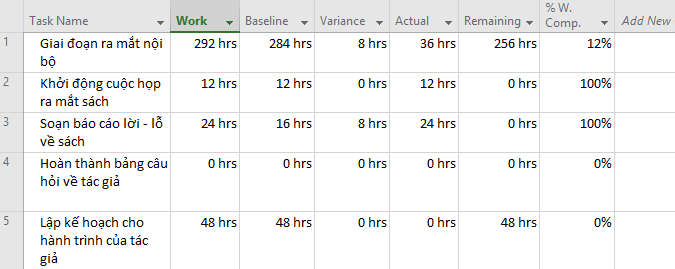 Task Name Work Baseline Variance Actual Remaining % W. Comp. Add New
1 Giai đoạn ra mắt nội bộ 292 hrs 284 hrs 8 hrs 36 hrs 256 hrs 12%
2 Khởi động cuộc họp ra mắt sách 12 hrs 12 hrs 0 hrs 12 hrs 0 hrs 100%
3 Soạn báo cáo lời - lỗ về sách 24 hrs 16 hrs 8 hrs 24 hrs 0 hrs 100%
4 Hoàn thành bảng câu hỏi về tác giả 0 hrs 0 hrs 0 hrs 0 hrs 0 hrs 0%
5 Lập kế hoạch cho hành trình của tác giả 48 hrs 48 hrs 0 hrs 0 hrs 48 hrs 0%